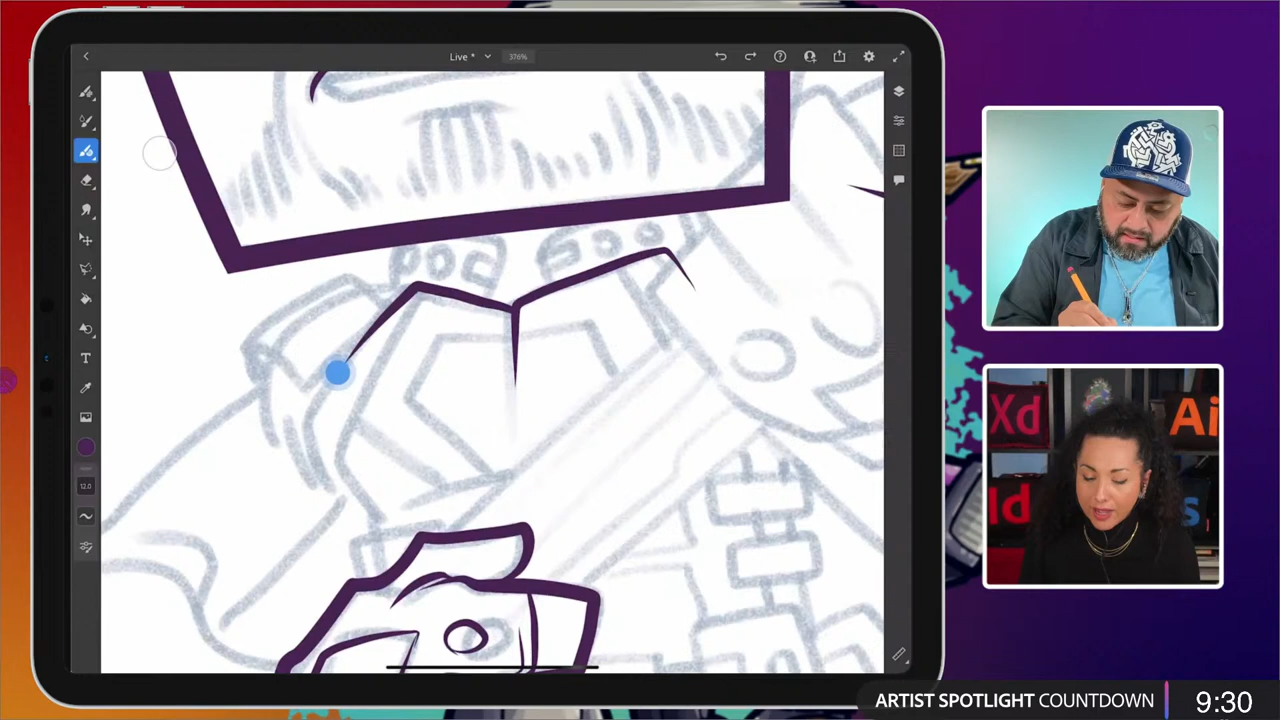 Live *
376%
T
12.0
Xd
Ai
Id
s
ARTIST SPOTLIGHT COUNTDOWN
9:30